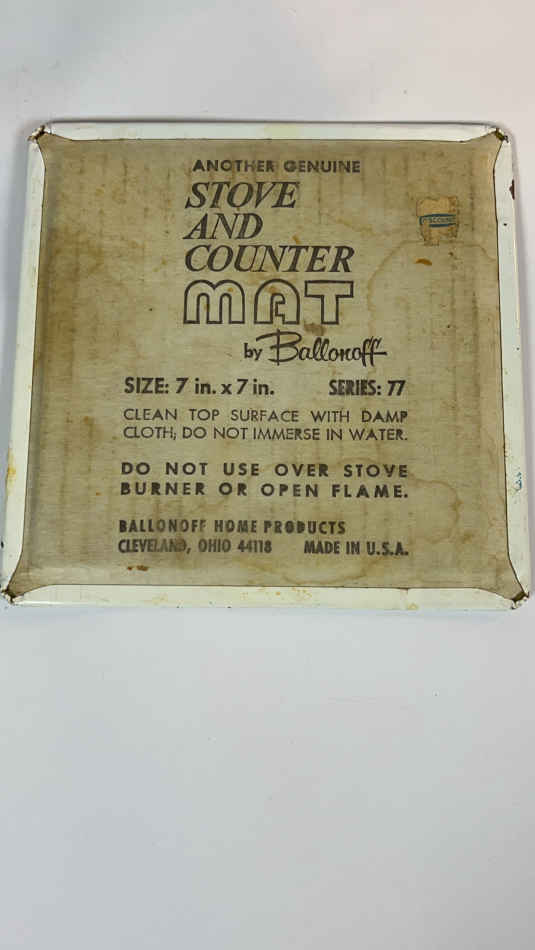 ANOTHER GENUINE
STOVE
AND
COUNTER
MAT
by Ballonoff
SIZE: 7 in. x 7 in. SERIES: 77
CLEAN TOP SURFACE WITH DAMP
CLOTH; DO NOT IMMERSE IN WATER.
DO NOT USE OVER STOVE
BURNER OR OPEN FLAME.
BALLONOFF HOME PRODUCTS
CLEVELAND, OHIO 44118 MADE IN U.S.A.